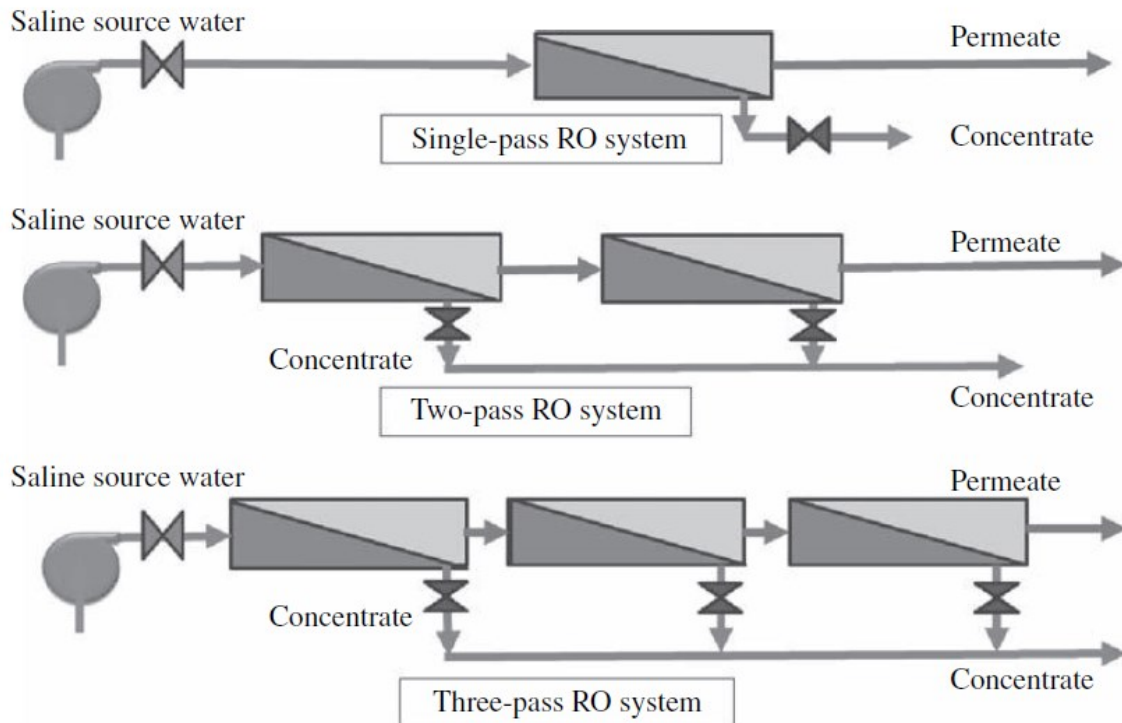 Saline source water
Permeate
Single-pass RO system
Concentrate
Saline source water
Permeate
Concentrate
Concentrate
Two-pass RO system
Saline source water
Permeate
Concentrate
Concentrate
Three-pass RO system